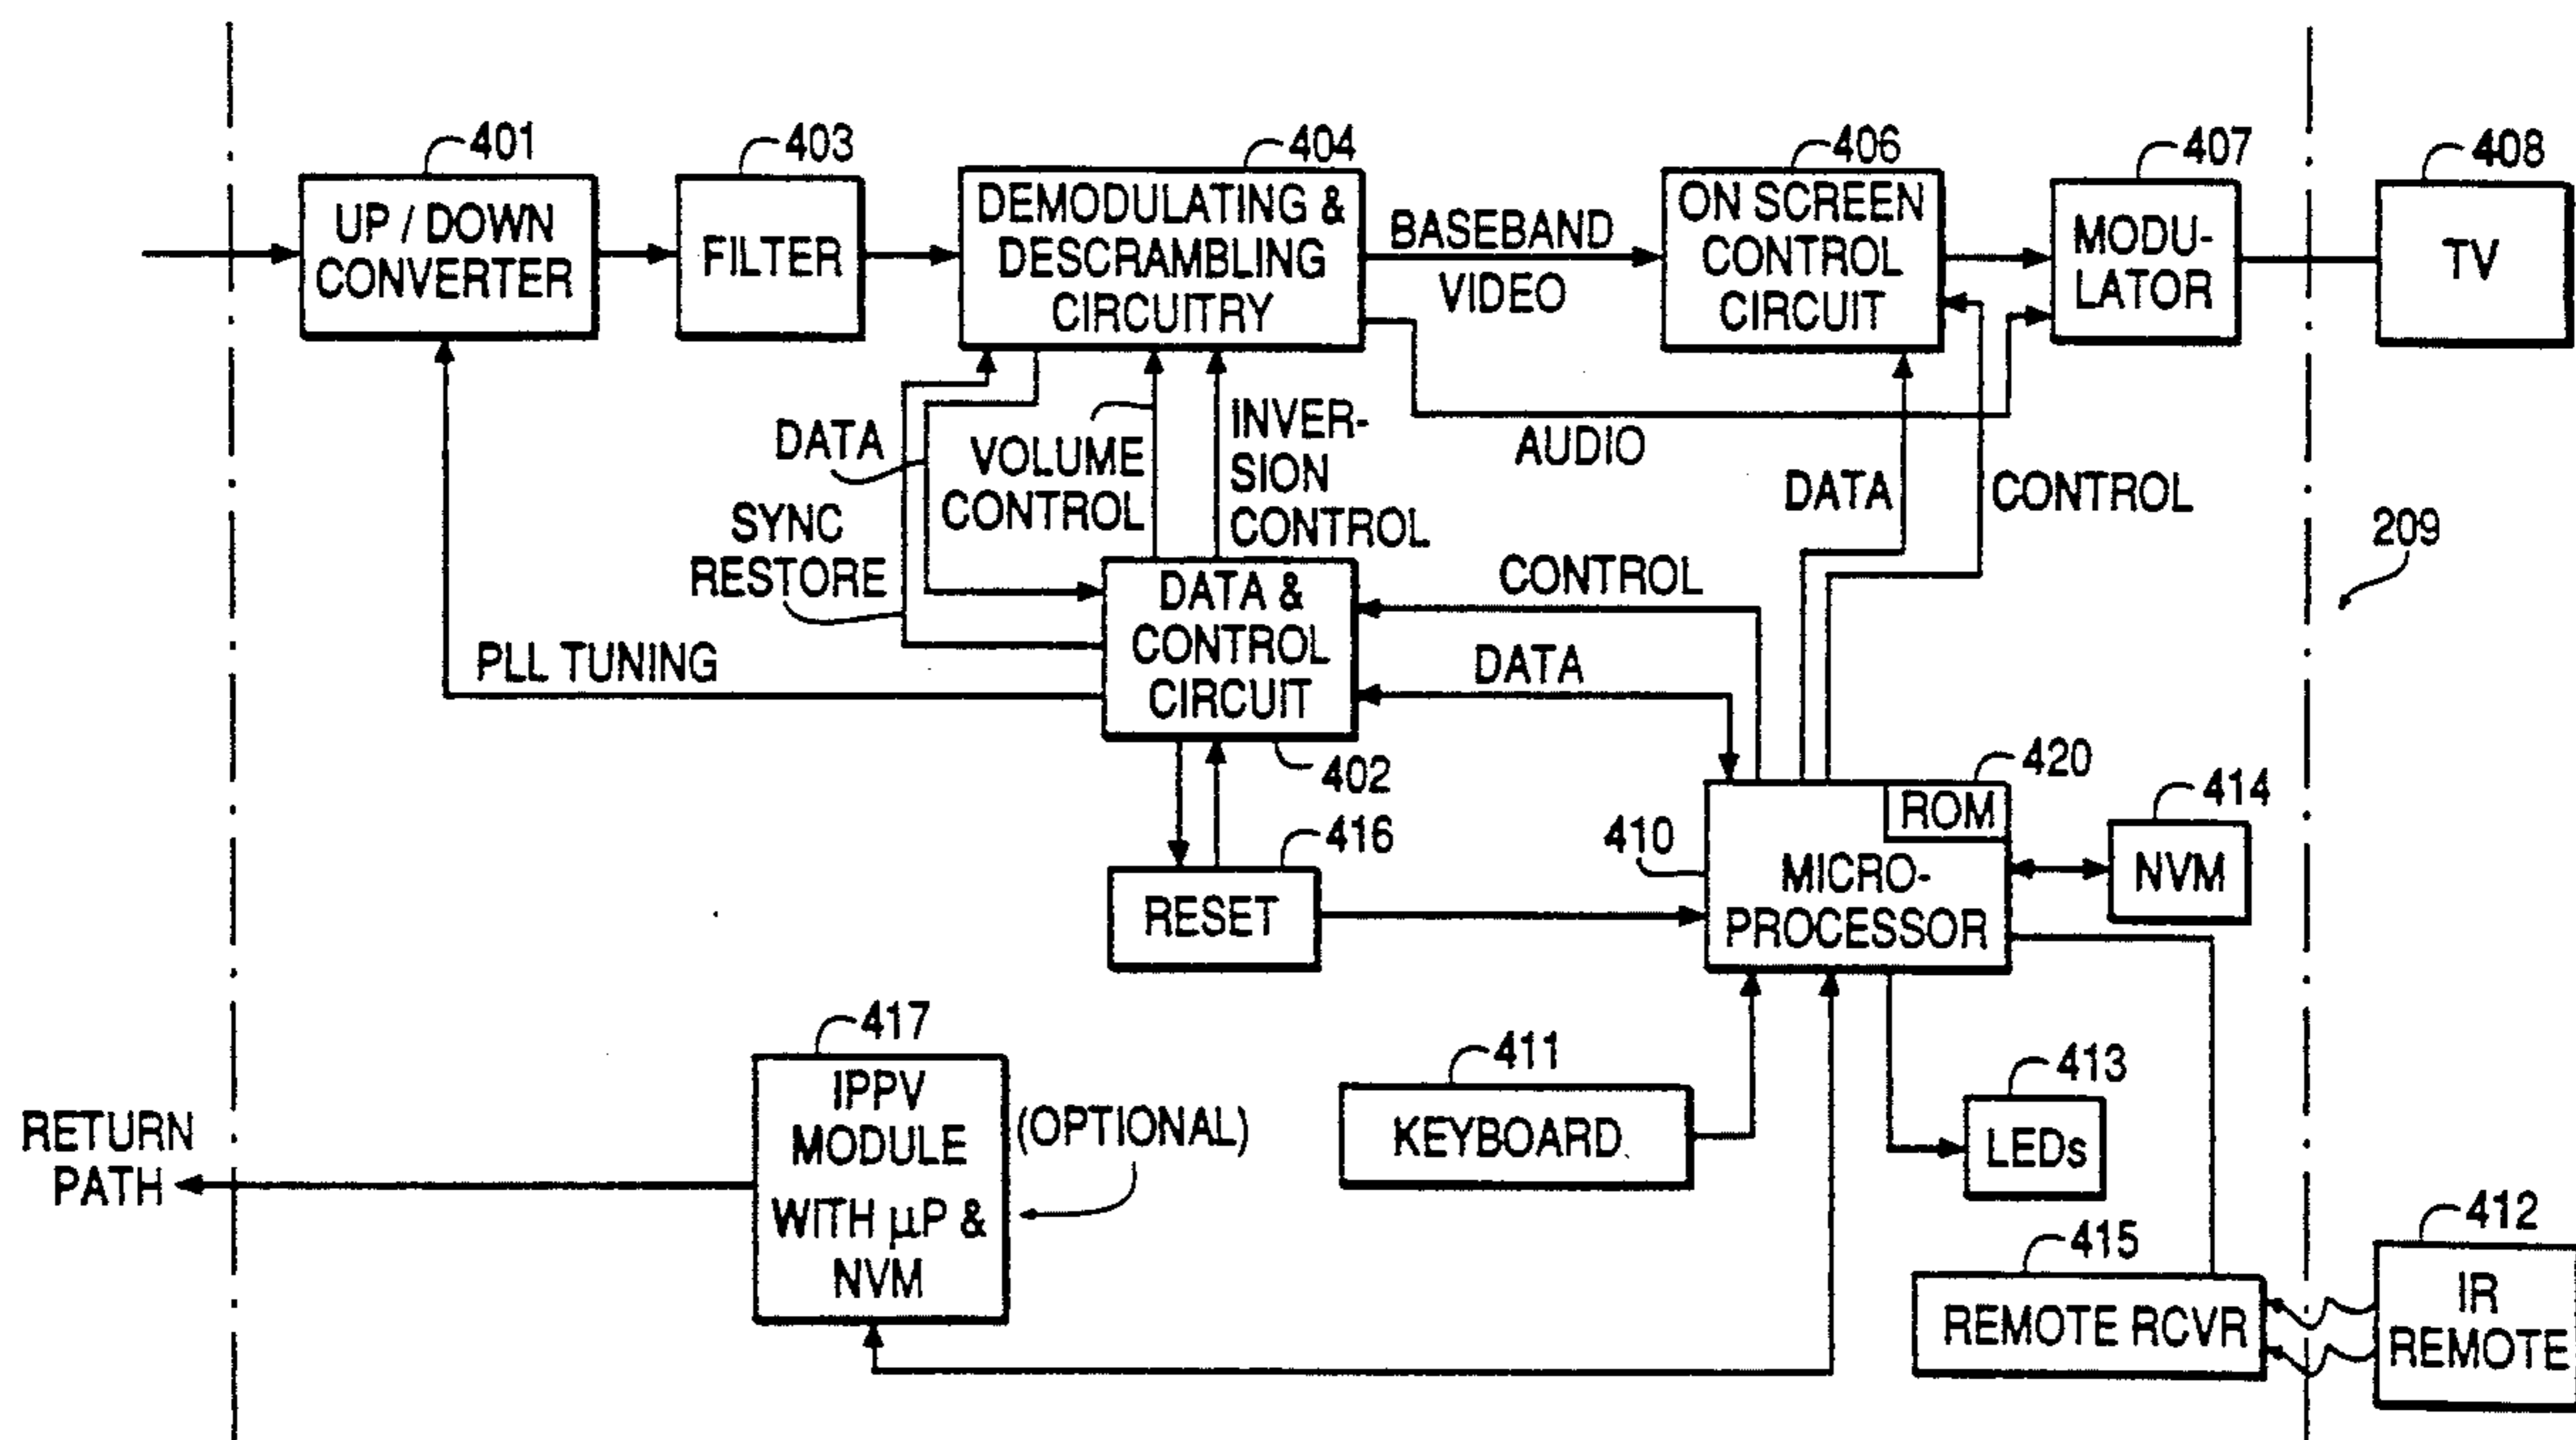 401
403
404
406
407
408
UP / DOWN
CONVERTER
FILTER
DEMODULATING &
DESCRAMBLING
CIRCUITRY
BASEBAND
VIDEO
ON SCREEN
CONTROL
CIRCUIT
MODU-
LATOR
TV
DATA
VOLUME
CONTROL
INVER-
SION
CONTROL
AUDIO
DATA
CONTROL
SYNC
RESTORE
209
PLL TUNING
DATA &
CONTROL
CIRCUIT
CONTROL
DATA
402
420
414
416
410
ROM
MICRO-
PROCESSOR
NVM
RESET
417
411
413
IPPV
MODULE
WITH μP &
NVM
(OPTIONAL)
KEYBOARD
LEDs
RETURN
PATH
415
412
REMOTE RCVR
IR
REMOTE